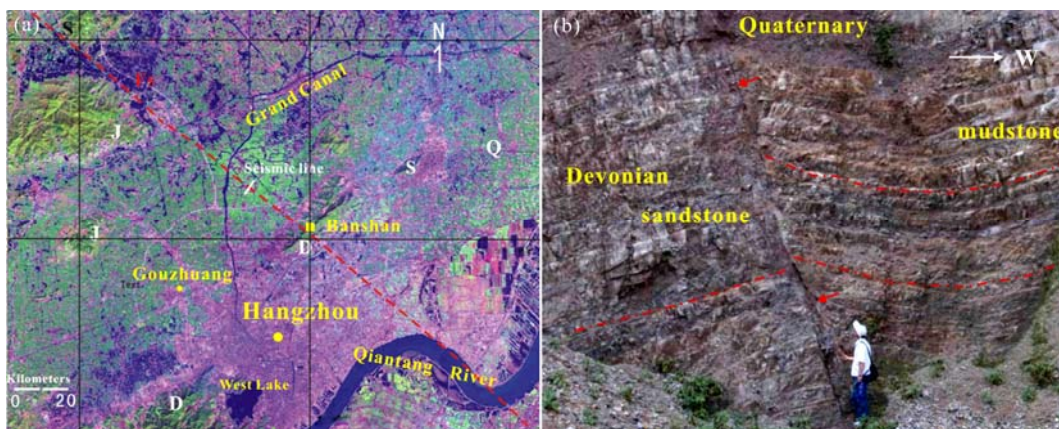 (a)
S
N
Grand Canal
J
Q
Seismic line
S
Banshan
D
Gouzhuang
Hangzhou
Qiantang River
Kilometers
West Lake
0 20
D
(b)
Quaternary
W
mudstone
Devonian
sandstone